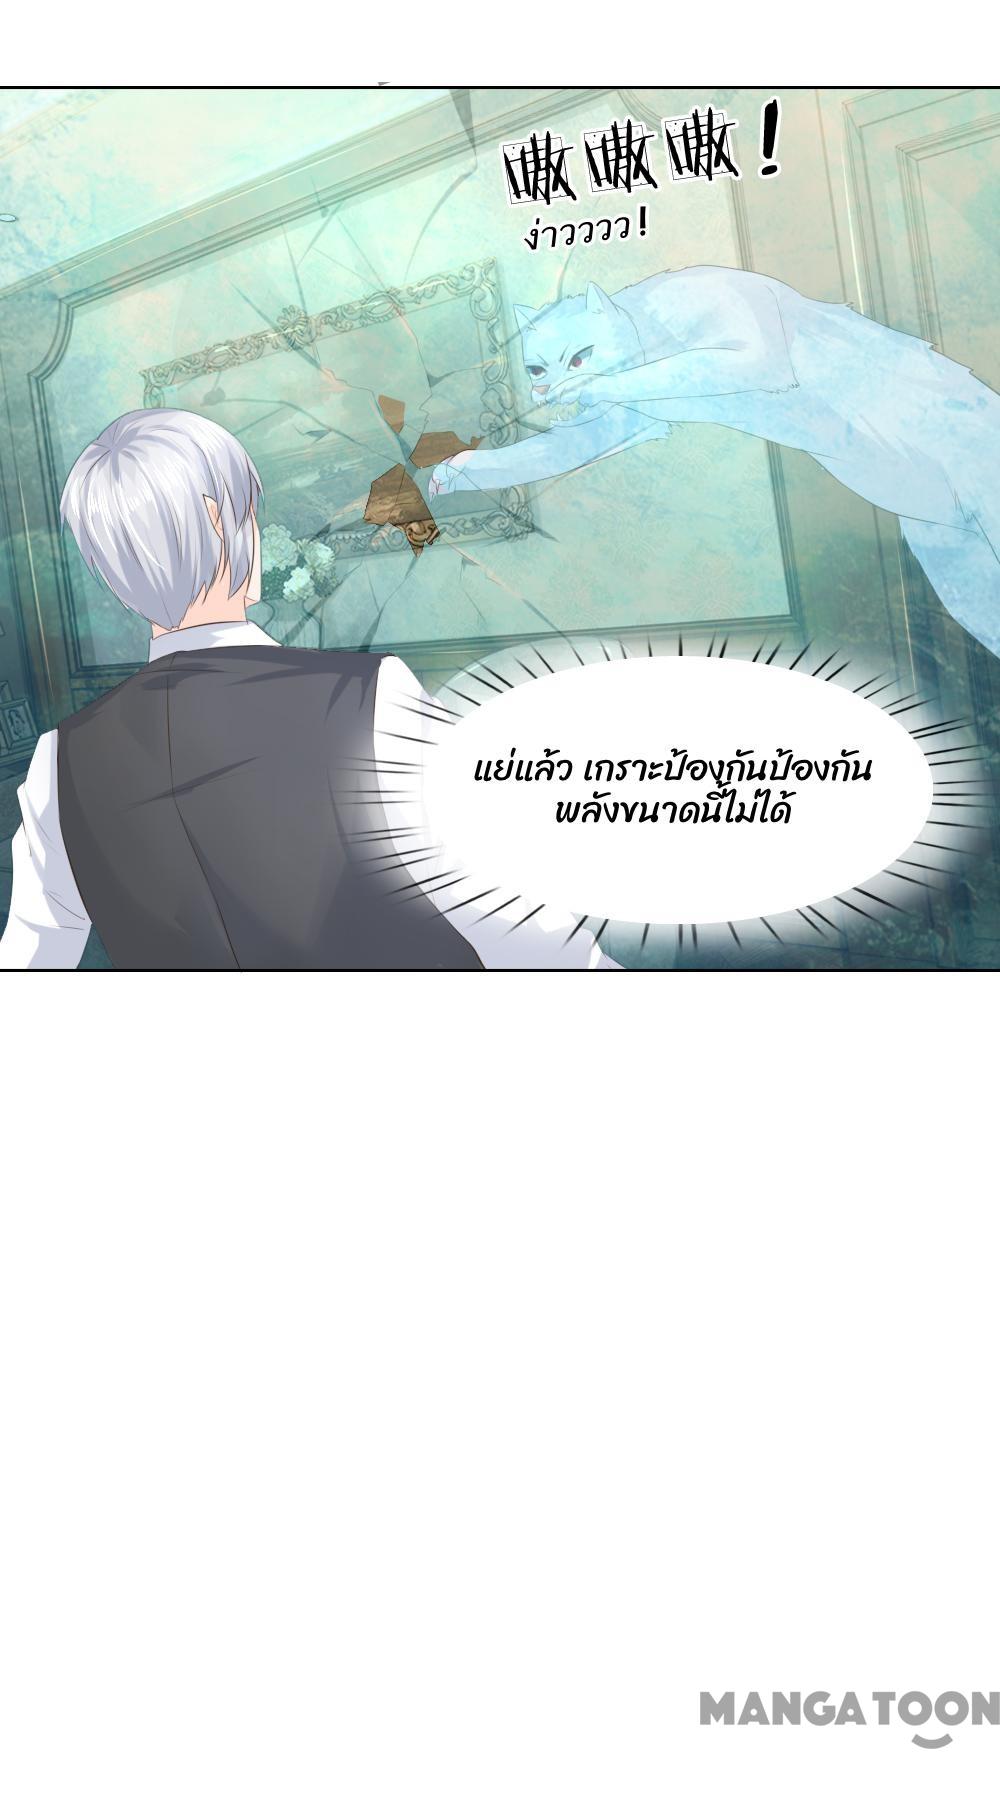 嗷嗷嗷!
ง่าวววว!
แย่แล้ว เกราะป้องกันป้องกัน
พลังขนาดนี้ไม่ได้
MANGATOON